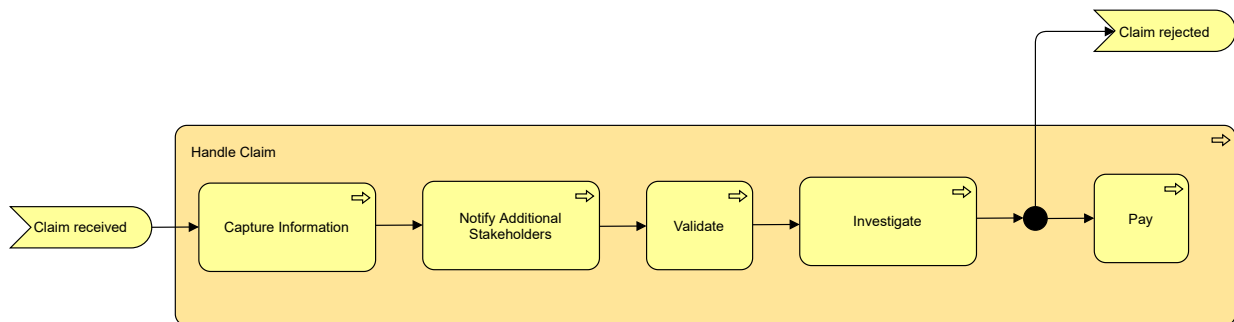 Claim rejected
Handle Claim
Claim received
Capture Information
Notify Additional
Stakeholders
Validate
Investigate
Pay